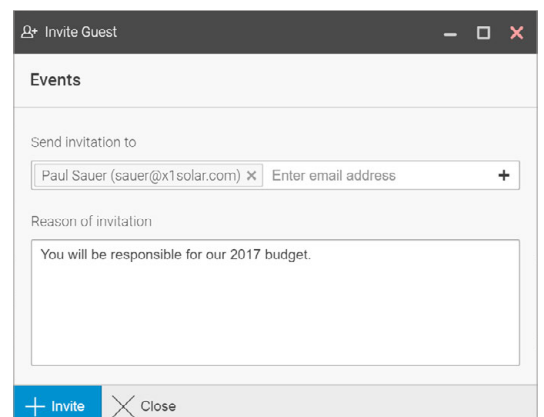 Invite Guest
Events
Send invitation to
Paul Sauer (sauer@x1solar.com) × Enter email address +
Reason of invitation
You will be responsible for our 2017 budget.
Invite Close